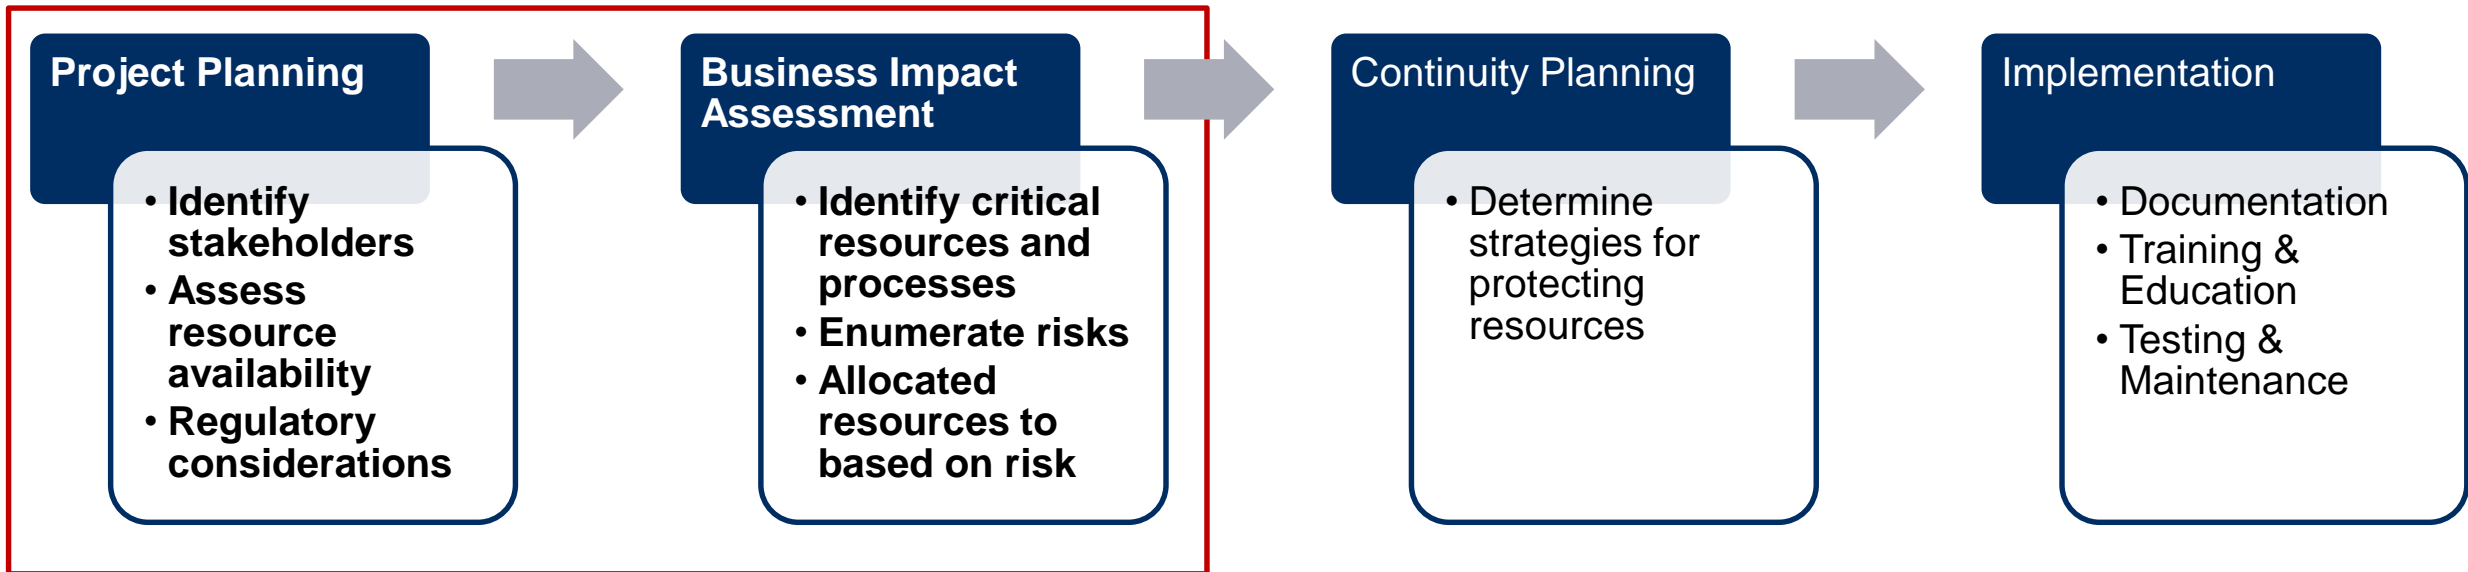 Project Planning
• Identify
stakeholders
• Assess
resource
availability
• Regulatory
considerations
Business Impact
Assessment
• Identify critical
resources and
processes
• Enumerate risks
• Allocated
resources to
based on risk
Continuity Planning
• Determine
strategies for
protecting
resources
Implementation
• Documentation
• Training &
Education
• Testing &
Maintenance